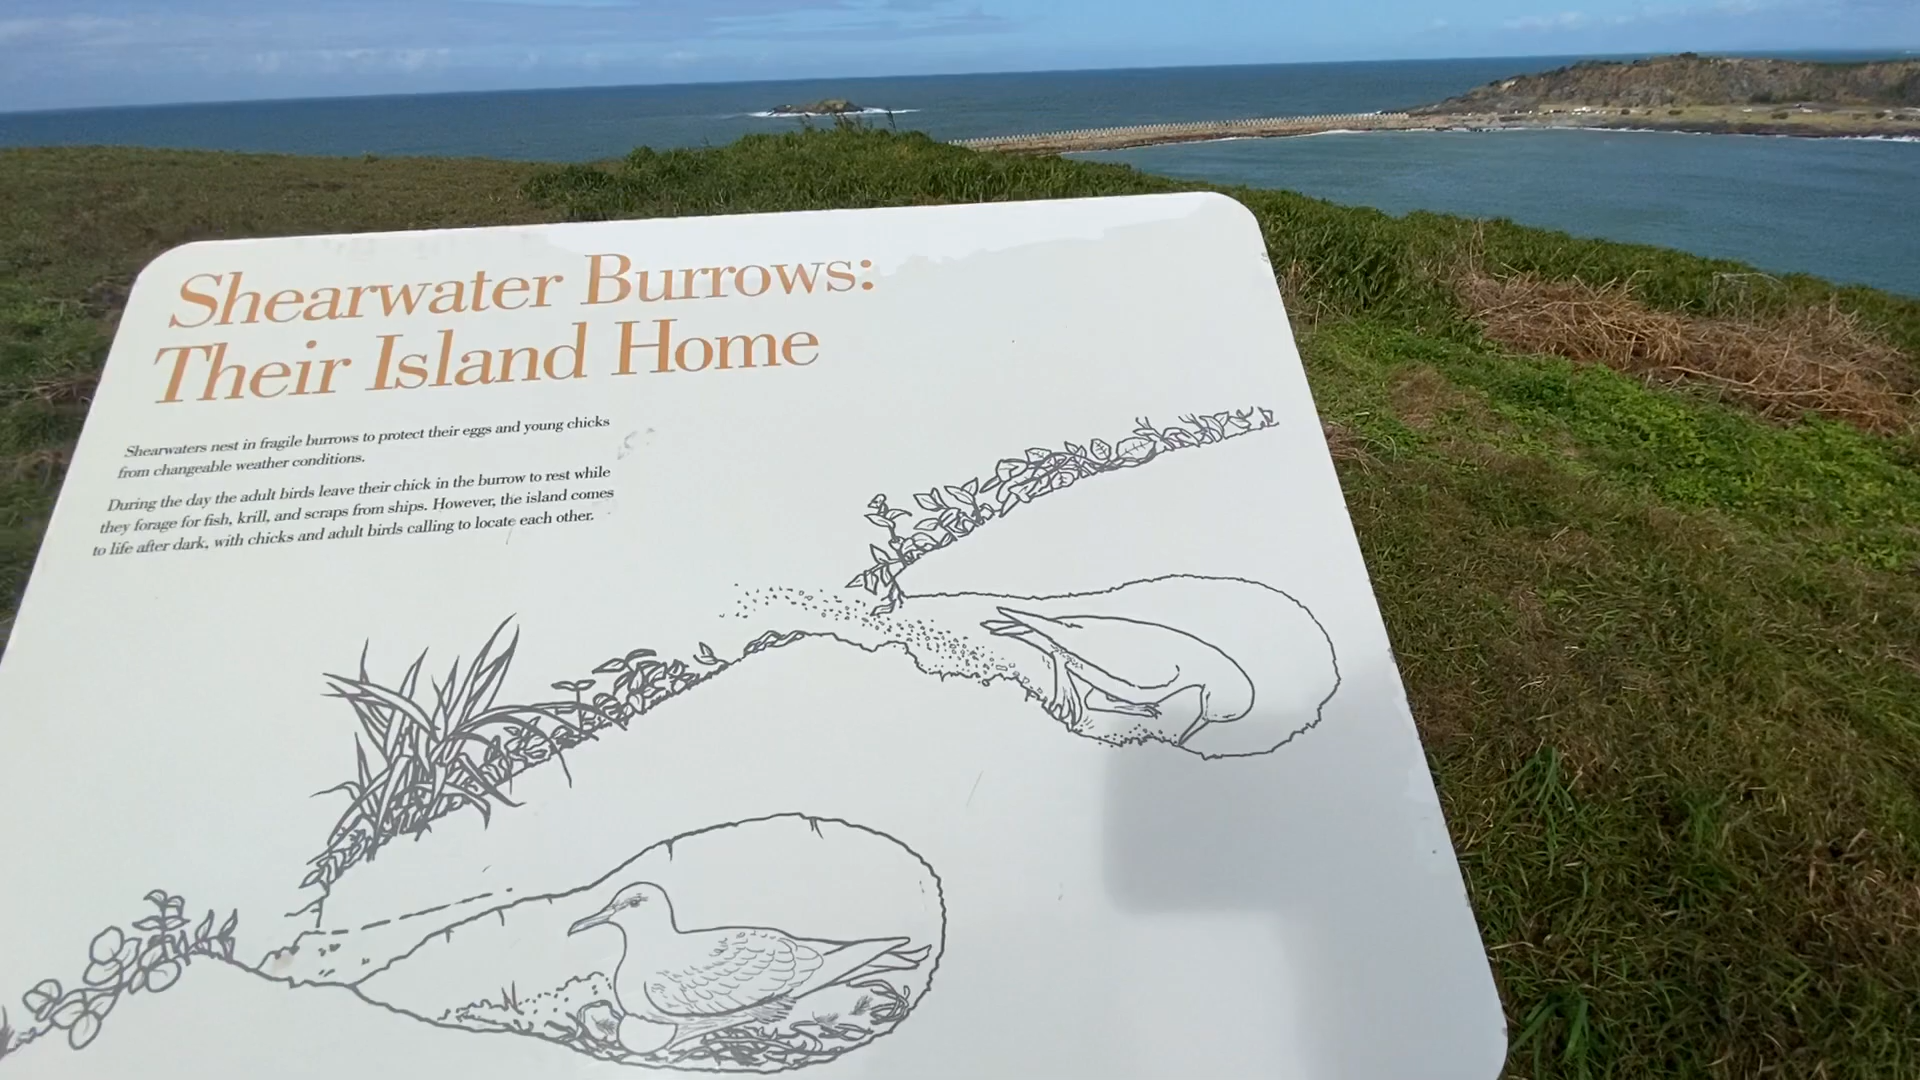 Shearwater Burrows:
Their Island Home
Shearwaters nest in fragile burrows to protect their eggs and young chicks
from changeable weather conditions.
During the day the adult birds leave their chick in the burrow to rest while
they forage for fish, krill, and scraps from ships. However, the island comes
to life after dark, with chicks and adult birds calling to locate each other.